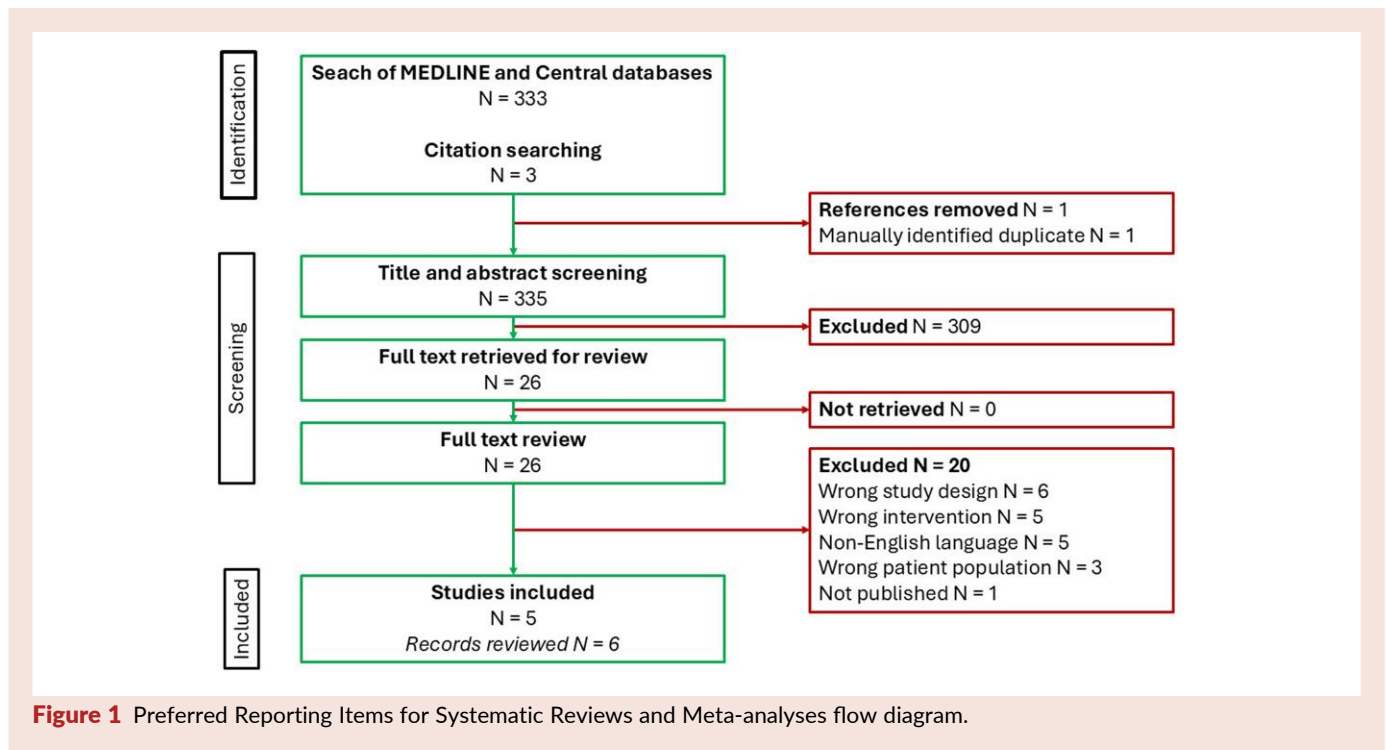 Identification
Seach of MEDLINE and Central databases
N = 333
Citation searching
N = 3
References removed N = 1
Manually identified duplicate N = 1
Screening
Title and abstract screening
N = 335
Excluded N = 309
Full text retrieved for review
N = 26
Not retrieved N = 0
Full text review
N = 26
Excluded N = 20
Wrong study design N = 6
Wrong intervention N = 5
Non-English language N = 5
Wrong patient population N = 3
Not published N = 1
Included
Studies included
N = 5
Records reviewed N = 6
Figure 1 Preferred Reporting Items for Systematic Reviews and Meta-analyses flow diagram.